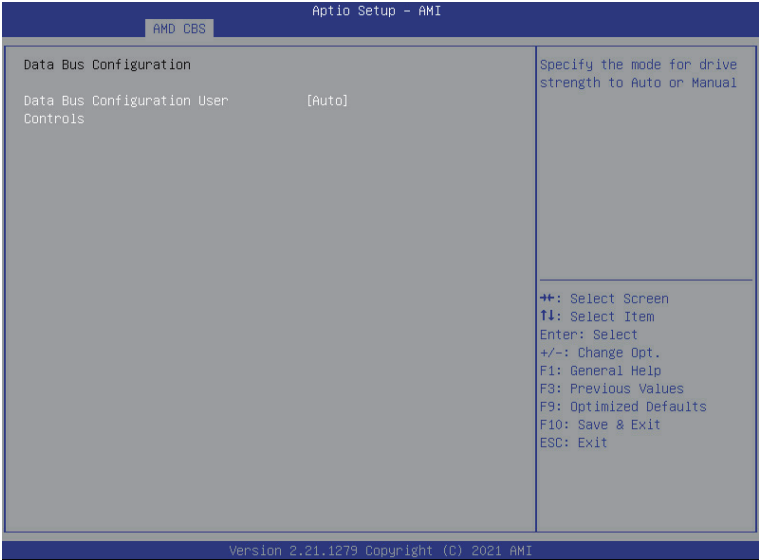 Aptio Setup – AMI
AMD CBS
Data Bus Configuration
Data Bus Configuration User [Auto]
Controls
Specify the mode for drive
strength to Auto or Manual
→←: Select Screen
↑↓: Select Item
Enter: Select
+/-: Change Opt.
F1: General Help
F3: Previous Values
F9: Optimized Defaults
F10: Save & Exit
ESC: Exit
Version 2.21.1279 Copyright (C) 2021 AMI